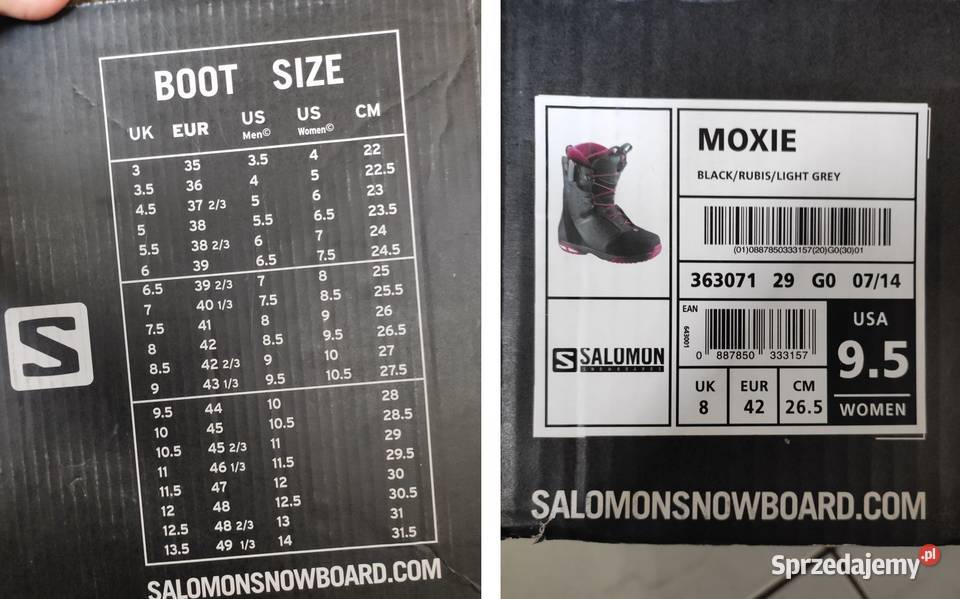 BOOT SIZE
UK EUR US Men© US Women© CM
3 35 3.5 4 22
3.5 36 4 5 22.5
4.5 37 2/3 5 6 23
5 38 5.5 6.5 23.5
5.5 38 2/3 6 7 24
6 39 6.5 7.5 24.5
6.5 39 2/3 7 8 25
7 40 1/3 7.5 8.5 25.5
7.5 41 8 9 26
8 42 8.5 9.5 26.5
8.5 42 2/3 9 10 27
9 43 1/3 9.5 10.5 27.5
9.5 44 10 28
10 45 10.5 28.5
10.5 45 2/3 11 29
11 46 1/3 11.5 29.5
11.5 47 12 30
12 48 12.5 30.5
12.5 48 2/3 13 31
13.5 49 1/3 14 31.5
SALOMONSNOWBOARD.COM
MOXIE
BLACK/RUBIS/LIGHT GREY
(01)0887850333157(20)G0(30)01
363071 29 G0 07/14
EAN
643001
0 887850 333157
USA
9.5
WOMEN
UK EUR CM
8 42 26.5
SALOMON
SNOWBOARDS
SALOMONSNOWBOARD.COM
Sprzedajemy.pl